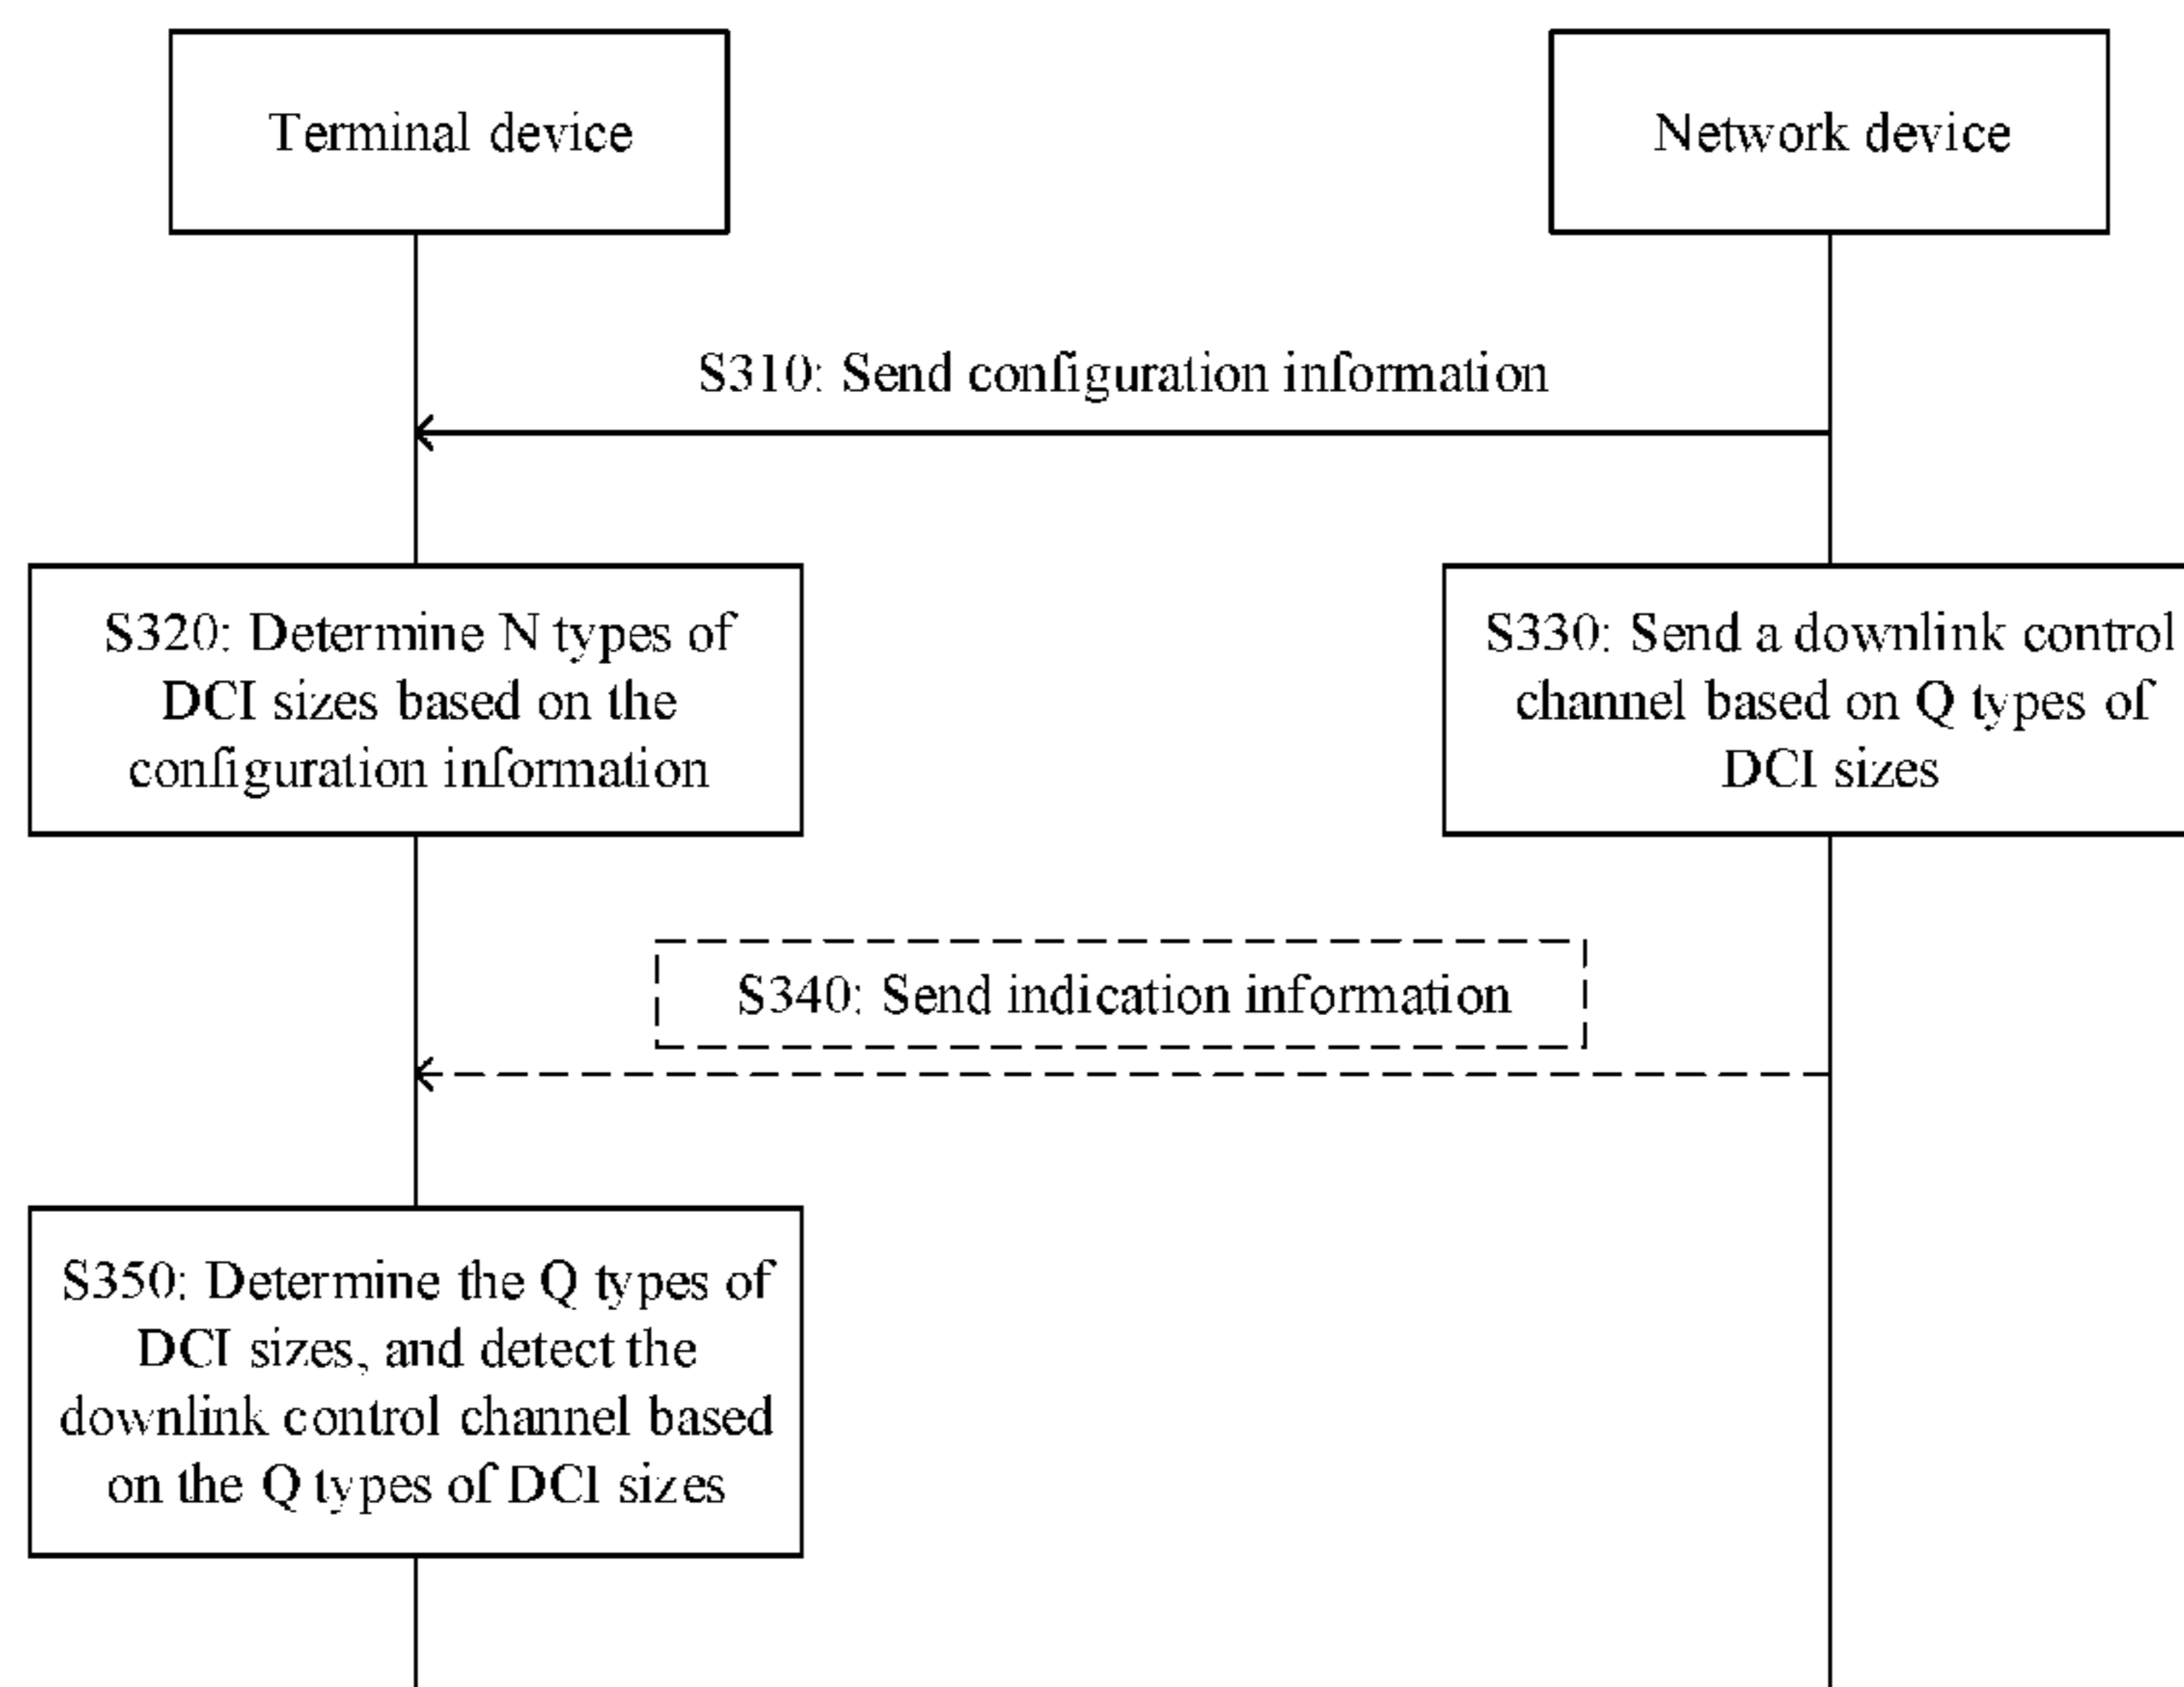 Terminal device
Network device
S310: Send configuration information
S320: Determine N types of
DCI sizes based on the
configuration information
S330: Send a downlink control
channel based on Q types of
DCI sizes
S340: Send indication information
S350: Determine the Q types of
DCI sizes, and detect the
downlink control channel based
on the Q types of DCI sizes